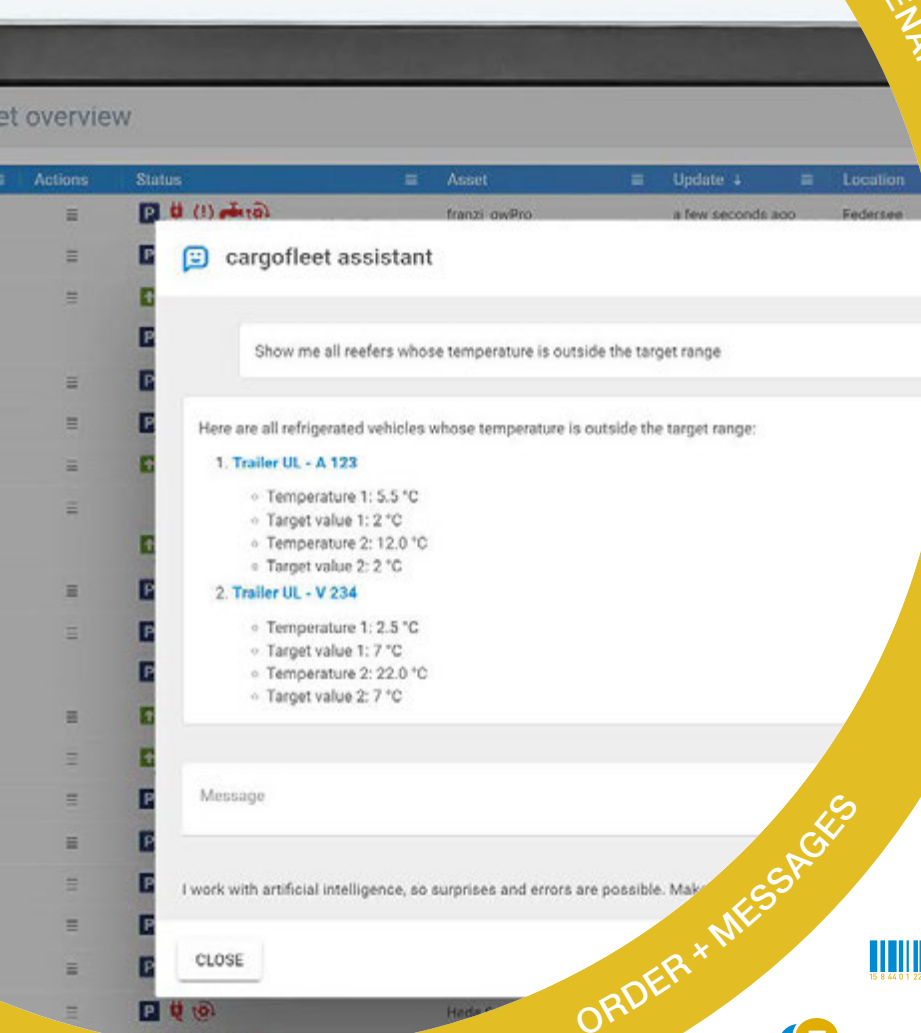 et overview
Actions Status Asset Update ↓ Location
P (!) franzi_gwPro a few seconds ago Federsee
cargofleet assistant
Show me all reefers whose temperature is outside the target range
Here are all refrigerated vehicles whose temperature is outside the target range:
1. Trailer UL - A 123
Temperature 1: 5.5 °C
Target value 1: 2 °C
Temperature 2: 12.0 °C
Target value 2: 2 °C
2. Trailer UL - V 234
Temperature 1: 2.5 °C
Target value 1: 7 °C
Temperature 2: 22.0 °C
Target value 2: 7 °C
Message
I work with artificial intelligence, so surprises and errors are possible.
CLOSE
P
ORDER + MESSAGES